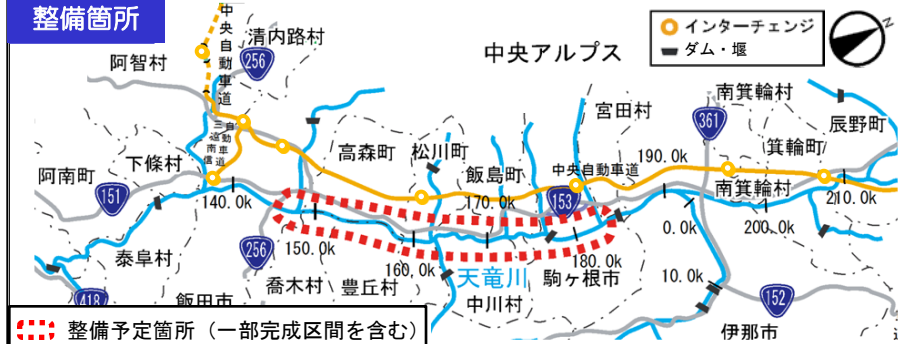 整備箇所
中央自動車道
清内路村
256
阿智村
中央アルプス
インターチェンジ
ダム・堰
N
南箕輪村
宮田村
361
辰野町
箕輪町
三遠南信
自動車道
高森町
松川町
下條村
飯島町
中央自動車道
190.0k
阿南町
151
140.0k
170.0k
153
南箕輪村
210.0k
150.0k
0.0k
200.0k
泰阜村
256
160.0k
180.0k
天竜川
駒ヶ根市
10.0k
418
飯田市
喬木村
豊丘村
中川村
152
伊那市
整備予定箇所（一部完成区間を含む）